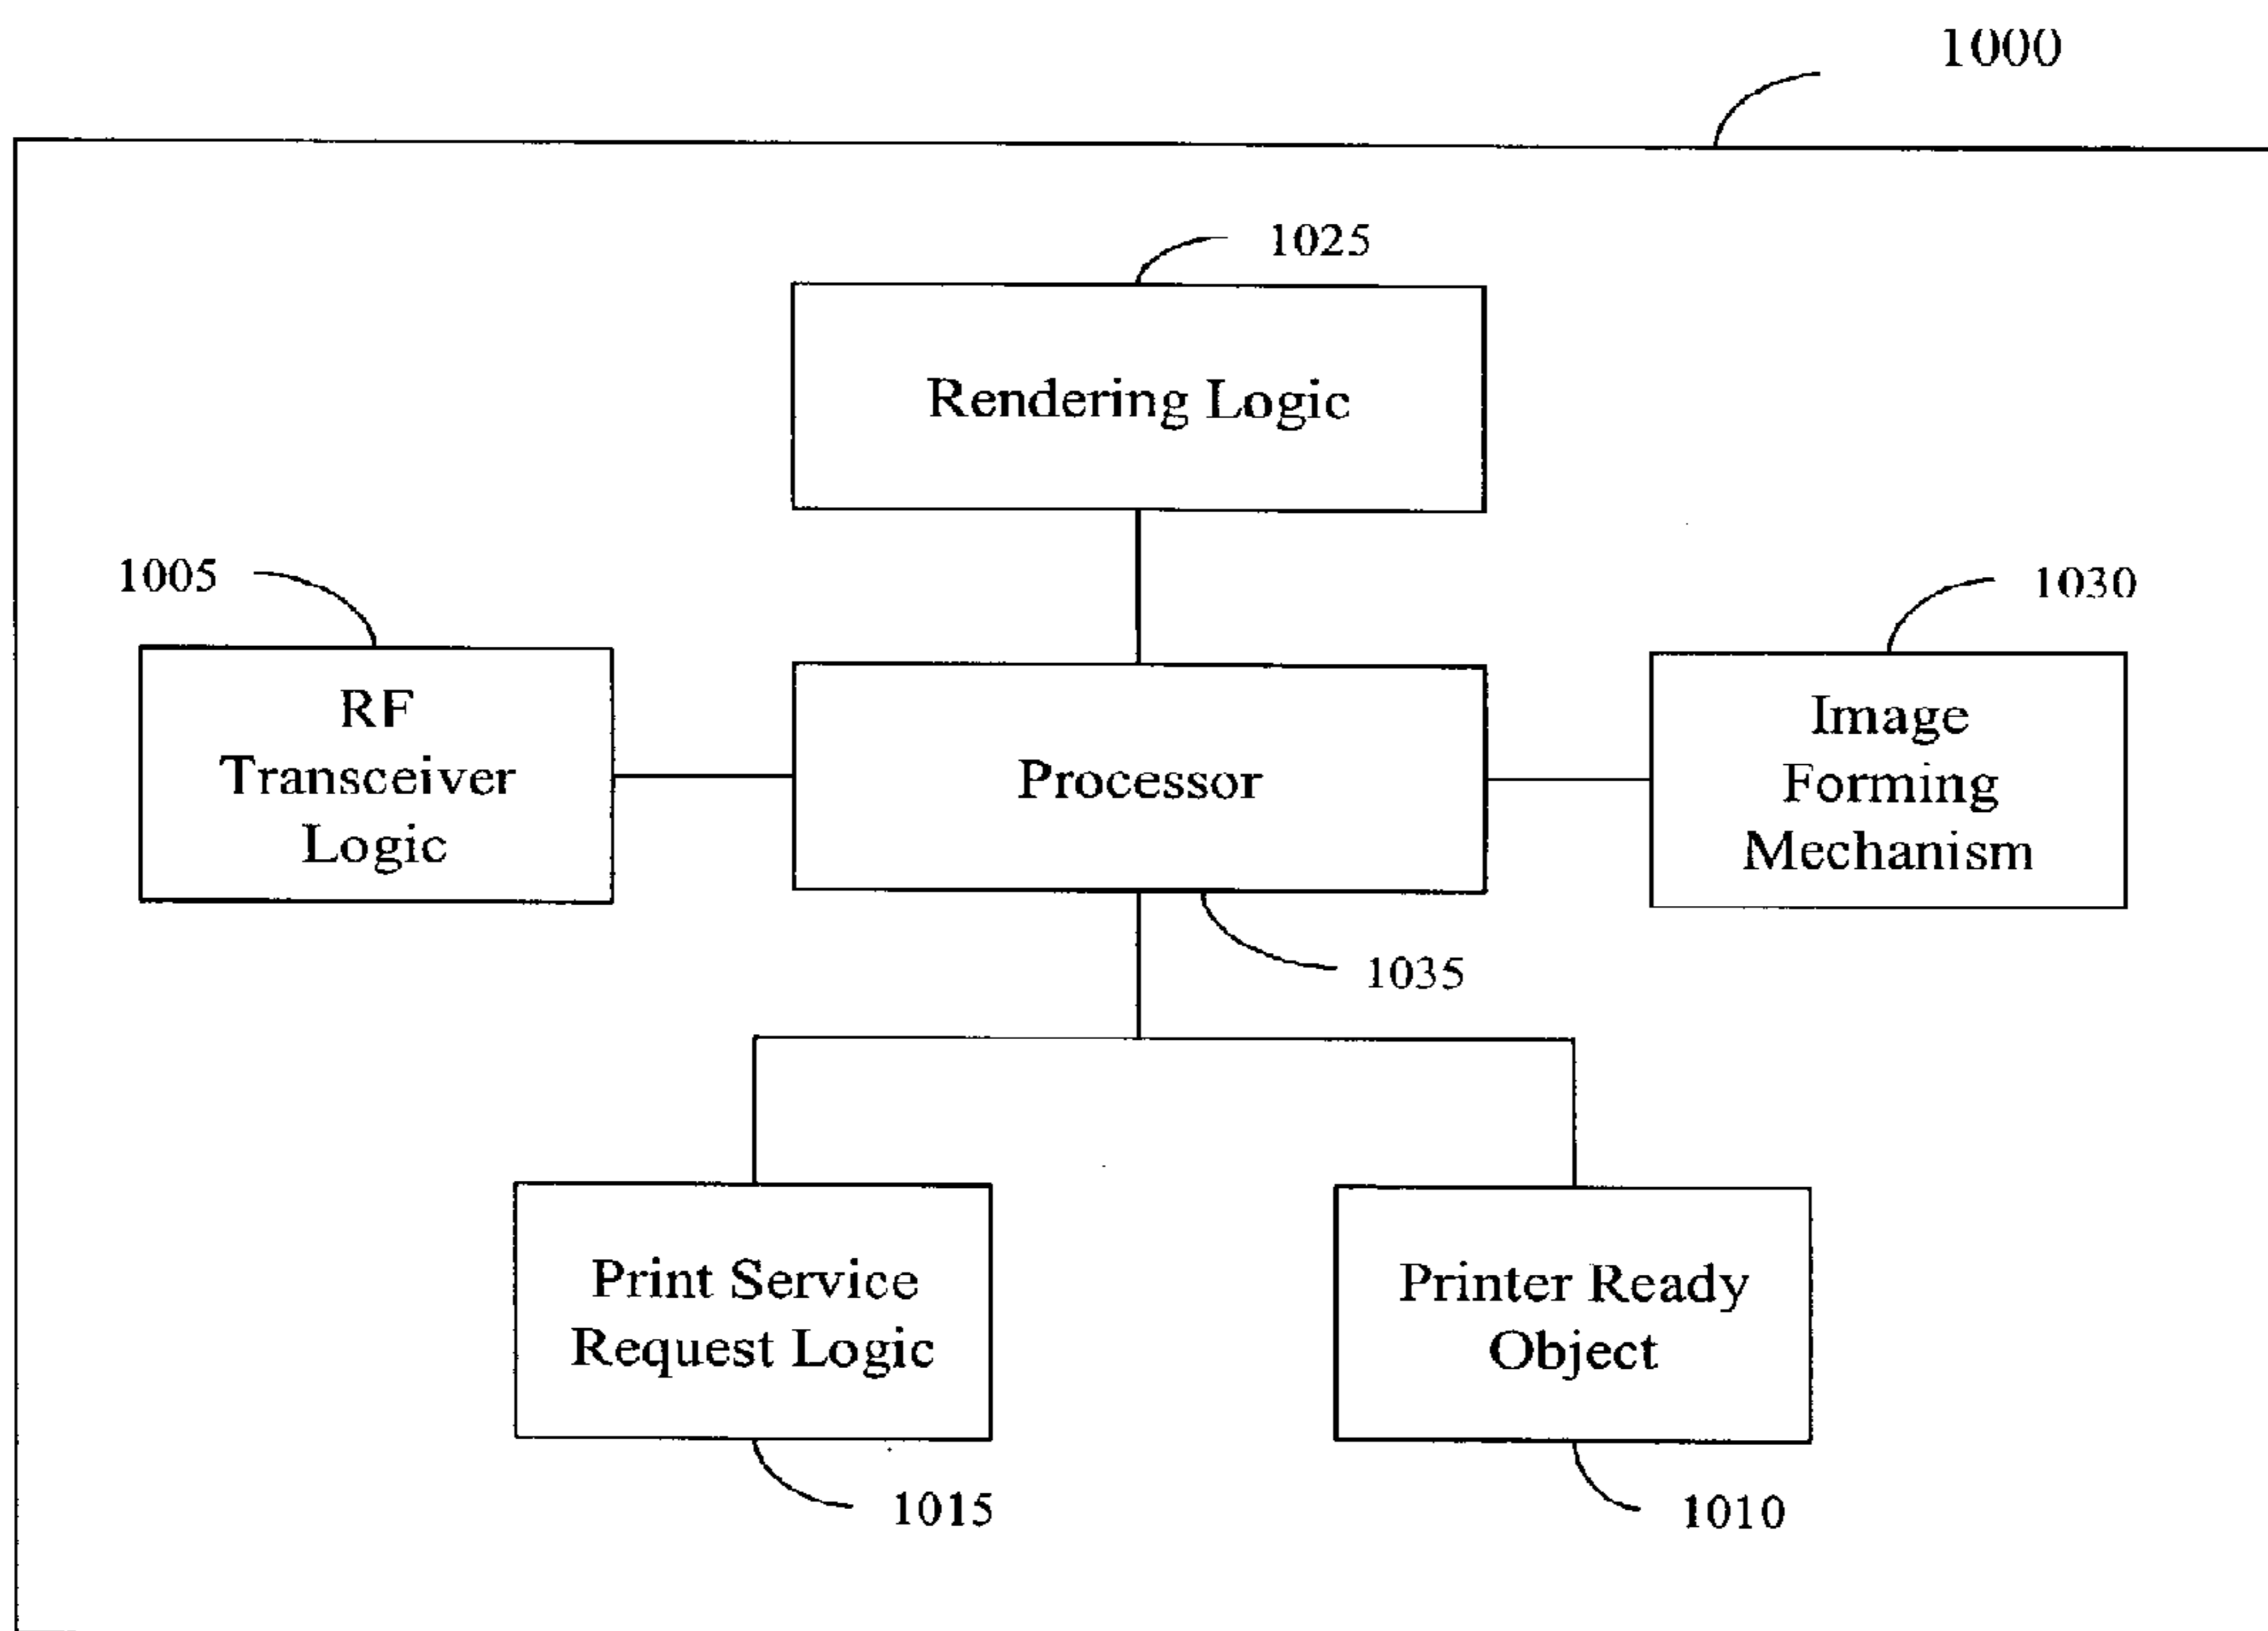 1000
1025
Rendering Logic
1005
1030
RF
Transceiver
Logic
Processor
Image
Forming
Mechanism
1035
Print Service
Request Logic
Printer Ready
Object
1015
1010